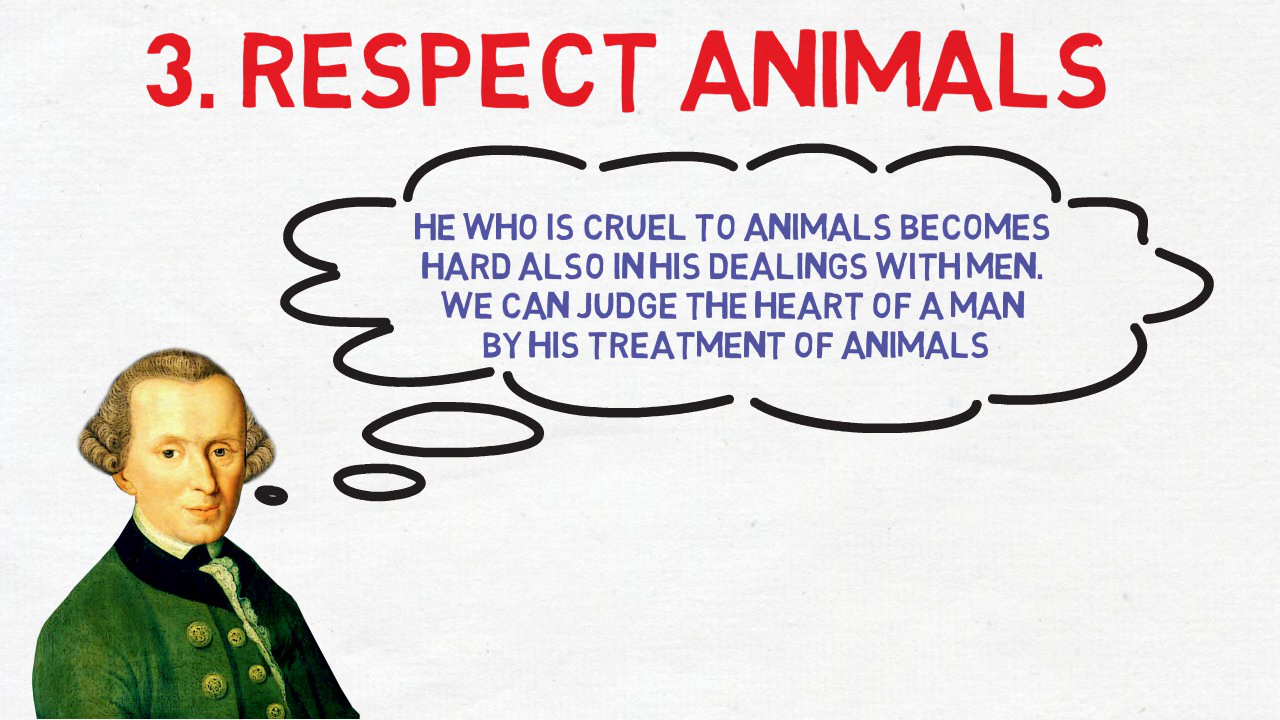 3. RESPECT ANIMALS
HE WHO IS CRUEL TO ANIMALS BECOMES
HARD ALSO IN HIS DEALINGS WITH MEN.
WE CAN JUDGE THE HEART OF A MAN
BY HIS TREATMENT OF ANIMALS